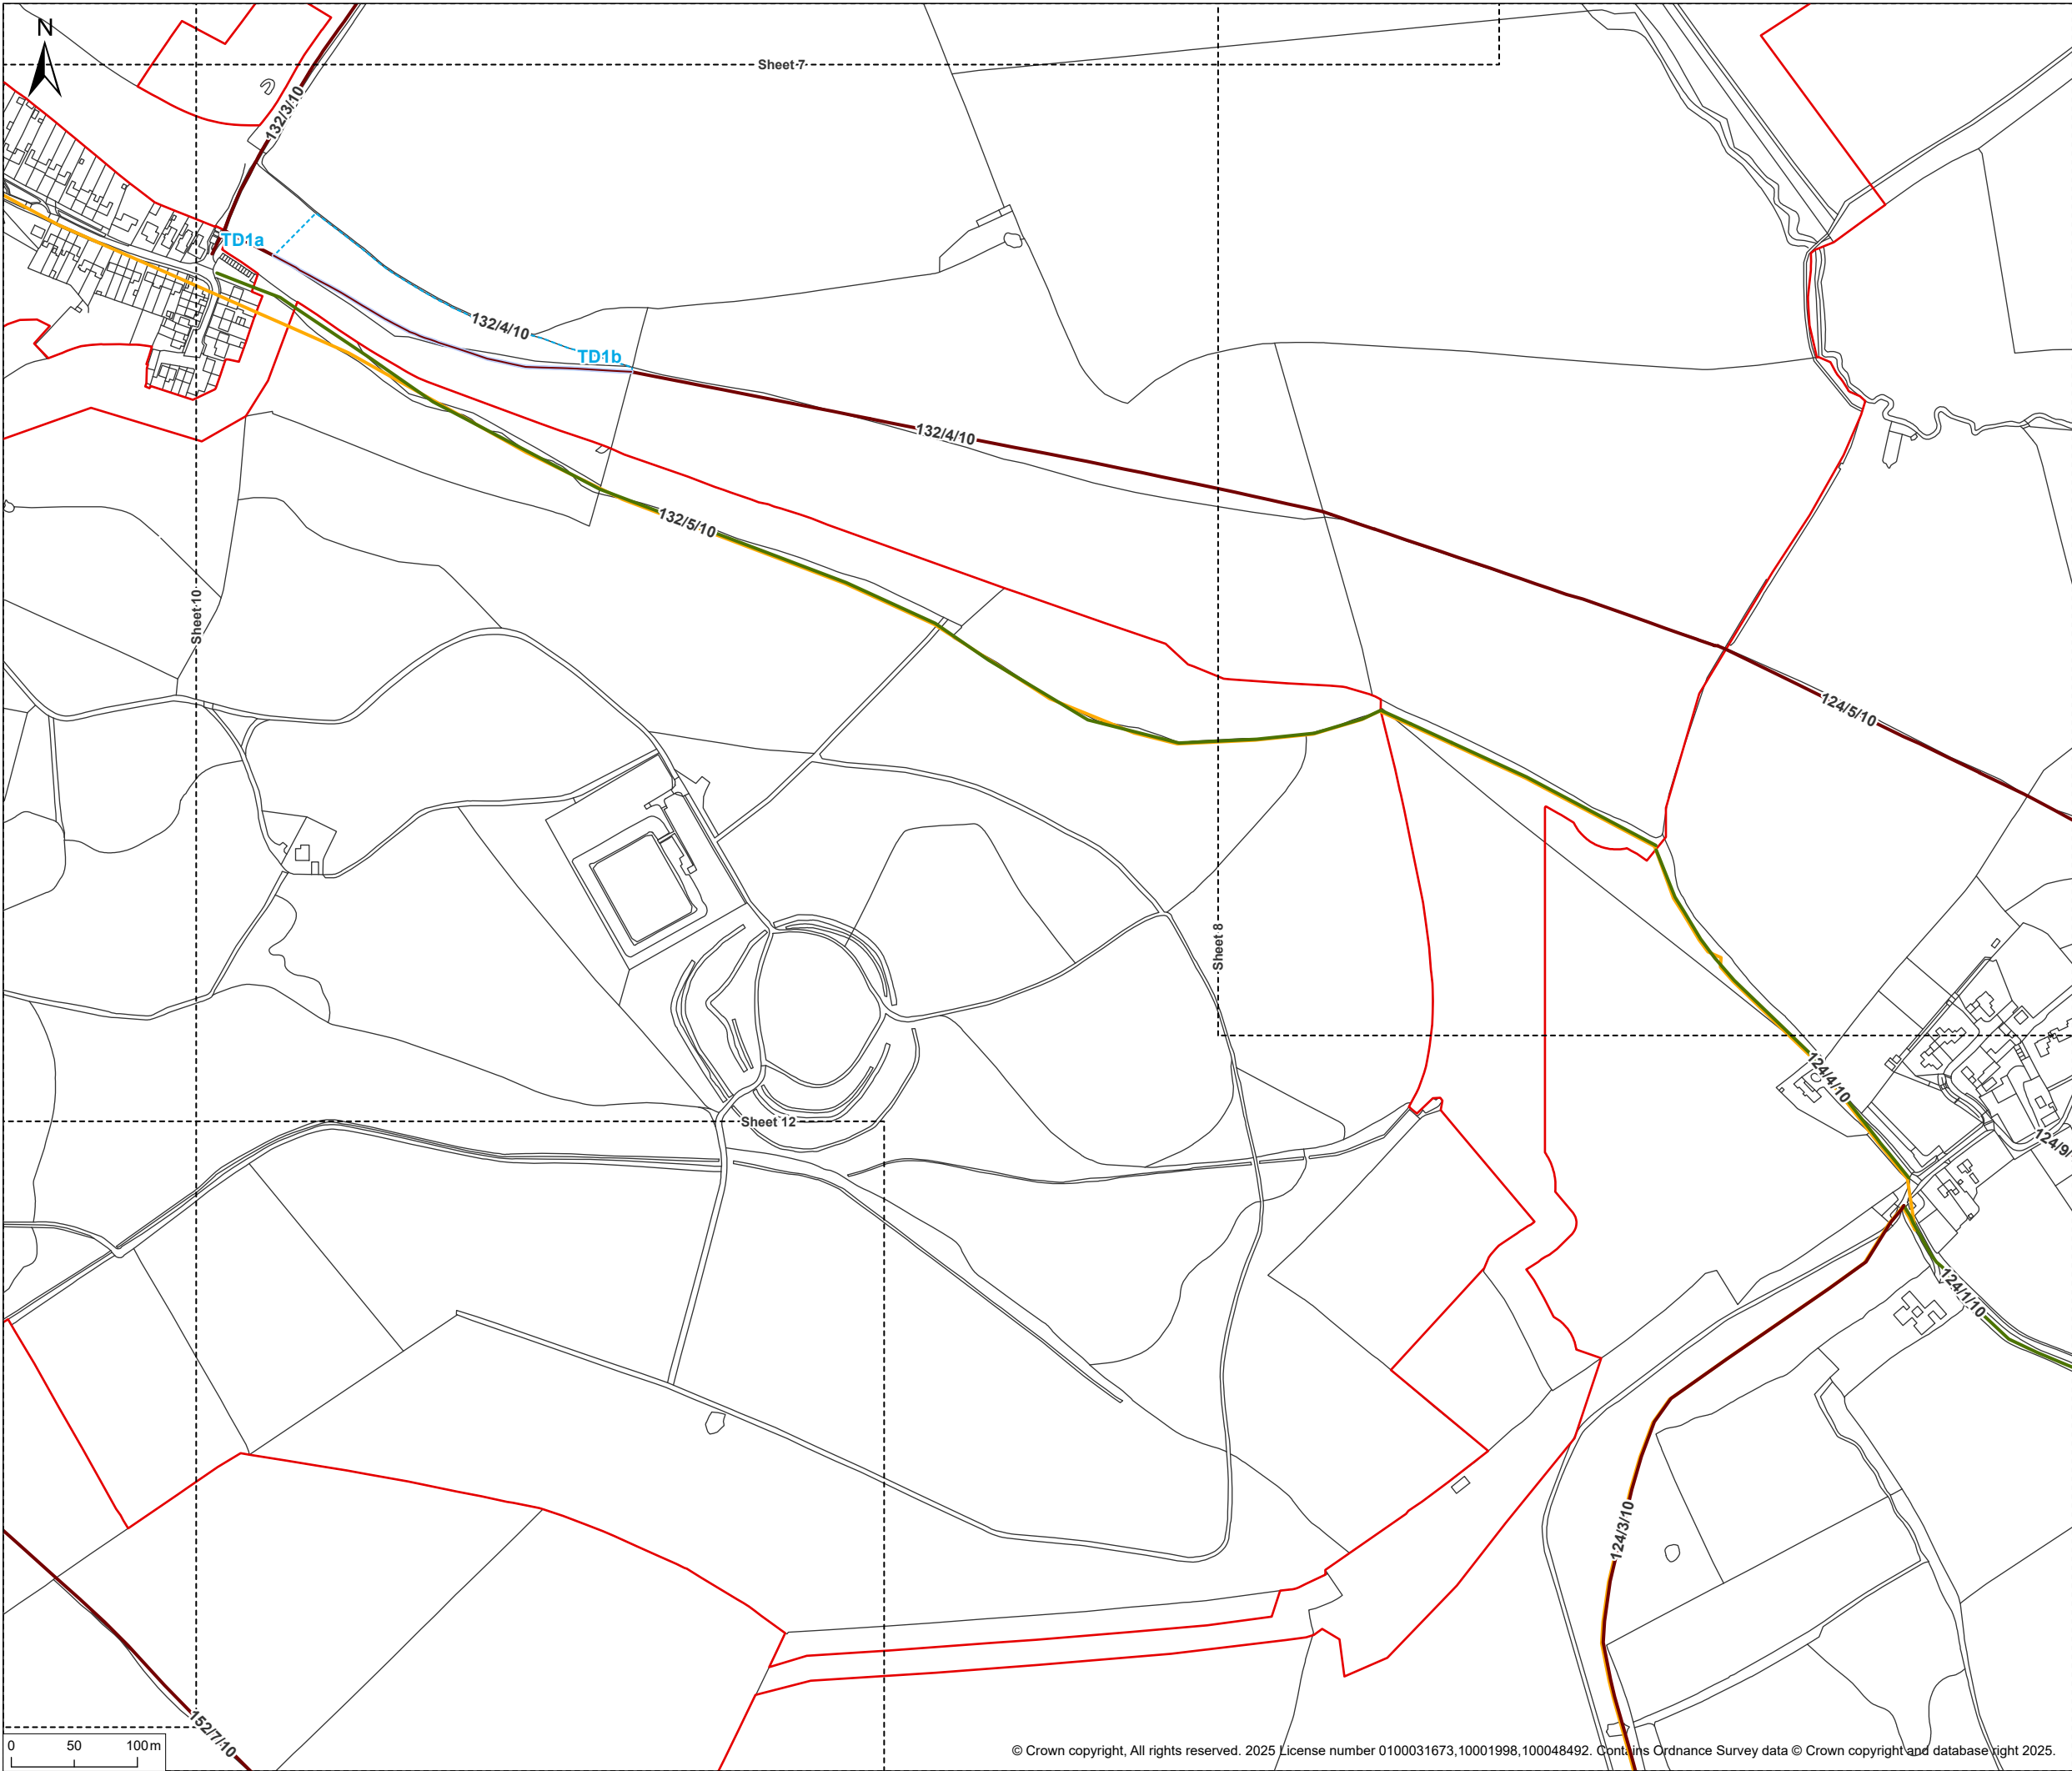 N
Sheet 7
132/3/10
TD1a
132/4/10
TD1b
132/4/10
132/5/10
Sheet 10
124/5/10
Sheet 8
124/4/10
Sheet 12
124/9/
124/1/10
124/3/10
152/7/10
0 50 100m
© Crown copyright, All rights reserved. 2025 License number 0100031673,10001998,100048492. Contains Ordnance Survey data © Crown copyright and database right 2025.